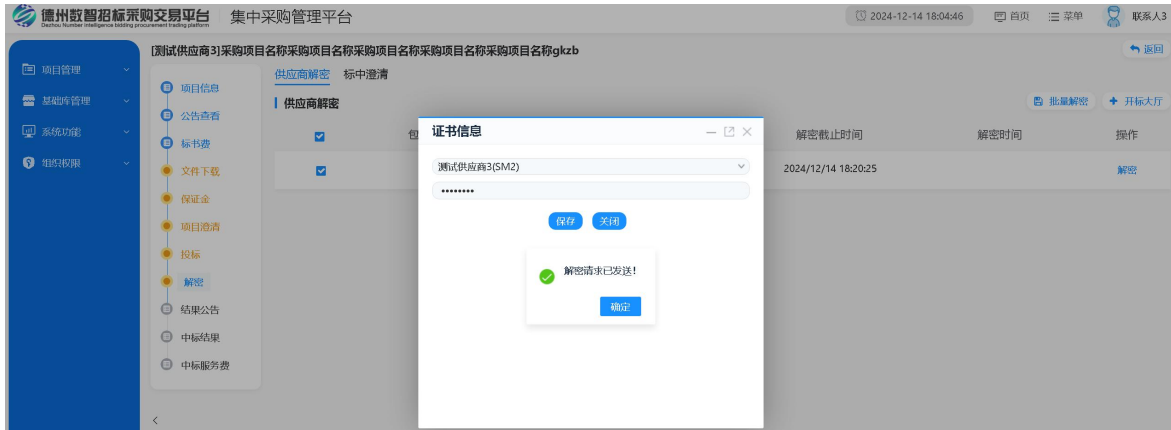 德州数智招标采购交易平台
Dezhou Number intelligence bidding procurement trading platform
集中采购管理平台
2024-12-14 18:04:46
首页
菜单
联系人3
项目管理
基础库管理
系统功能
组织权限
[测试供应商3]采购项目名称采购项目名称采购项目名称采购项目名称采购项目名称gkzb
返回
项目信息
公告查看
标书费
文件下载
保证金
项目澄清
投标
解密
结果公告
中标结果
中标服务费
供应商解密 标中澄清
供应商解密
批量解密
开标大厅
包
解密截止时间
解密时间
操作
2024/12/14 18:20:25
解密
证书信息
测试供应商3(SM2)
••••••••
保存
关闭
解密请求已发送!
确定